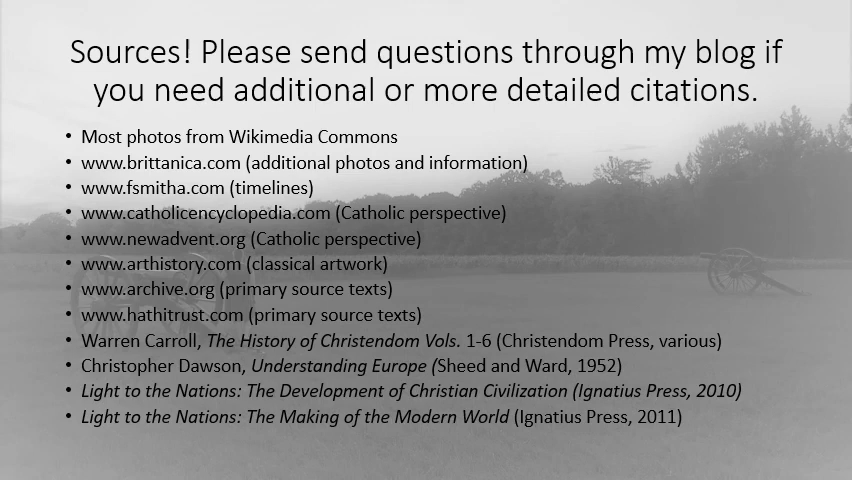 Sources! Please send questions through my blog if
you need additional or more detailed citations.
• Most photos from Wikimedia Commons
• www.brittanica.com (additional photos and information)
• www.fsmitha.com (timelines)
• www.catholicencyclopedia.com (Catholic perspective)
• www.newadvent.org (Catholic perspective)
• www.arthistory.com (classical artwork)
• www.archive.org (primary source texts)
• www.hathitrust.com (primary source texts)
• Warren Carroll, The History of Christendom Vols. 1-6 (Christendom Press, various)
• Christopher Dawson, Understanding Europe (Sheed and Ward, 1952)
• Light to the Nations: The Development of Christian Civilization (Ignatius Press, 2010)
• Light to the Nations: The Making of the Modern World (Ignatius Press, 2011)